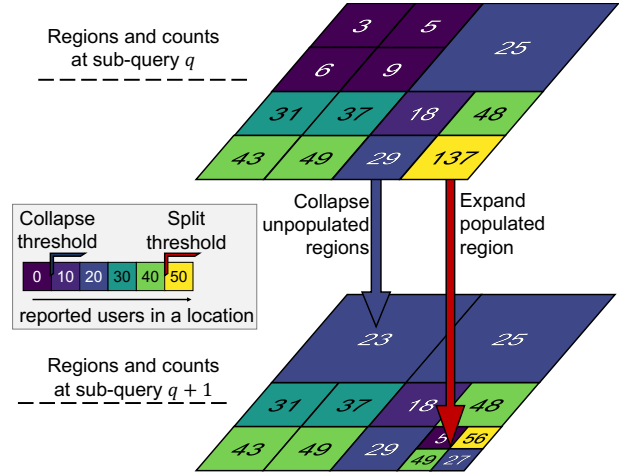 Regions and counts
at sub-query q
3 5
25
6 9
31 37 18 48
43 49 29 137
Collapse
unpopulated
regions
Expand
populated
region
Collapse
threshold
Split
threshold
0 10 20 30 40 50
reported users in a location
Regions and counts
at sub-query q + 1
23 25
31 37 18 48
5 56
43 49 29
49 27